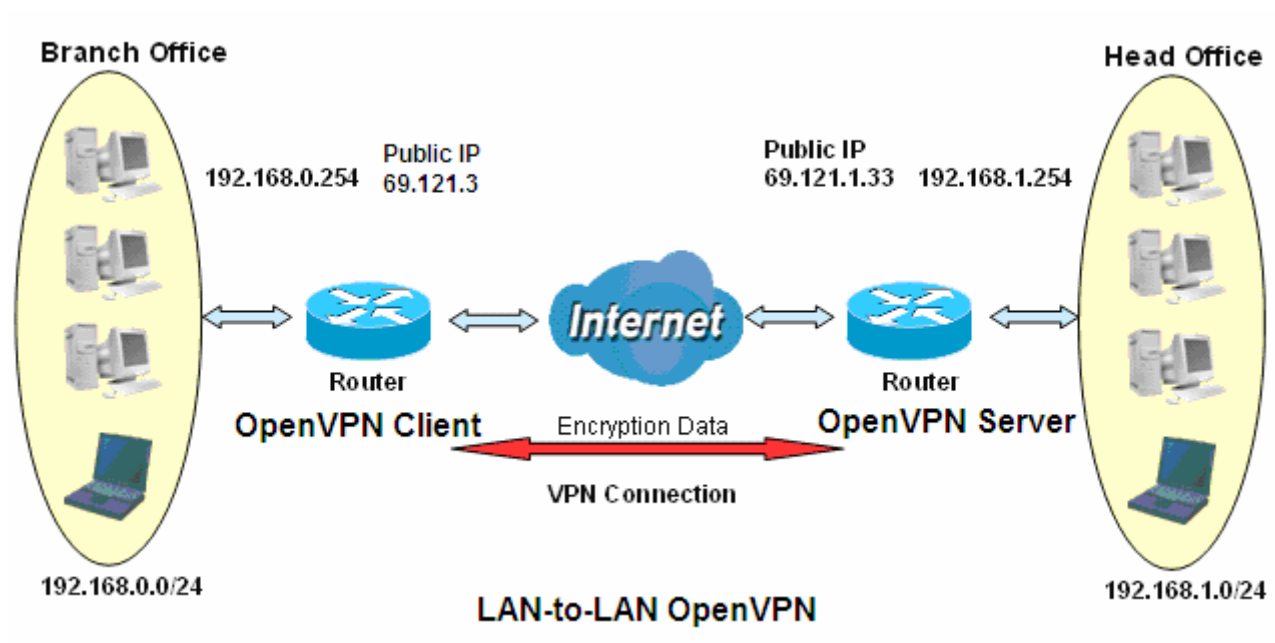 Branch Office
Head Office
192.168.0.254
Public IP
69.121.3
Public IP
69.121.1.33
192.168.1.254
Internet
Router
OpenVPN Client
Router
OpenVPN Server
Encryption Data
VPN Connection
192.168.0.0/24
192.168.1.0/24
LAN-to-LAN OpenVPN